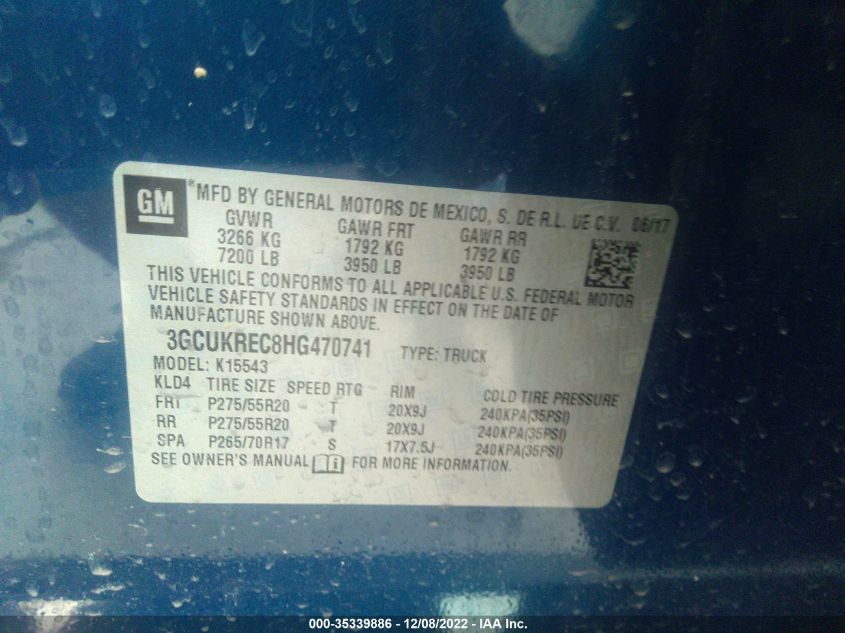 GM ® MFD BY GENERAL MOTORS DE MEXICO, S. DE R.L. DE C.V. 06/17
GVWR GAWR FRT GAWR RR
3266 KG 1792 KG 1792 KG
7200 LB 3950 LB 3950 LB
THIS VEHICLE CONFORMS TO ALL APPLICABLE U.S. FEDERAL MOTOR
VEHICLE SAFETY STANDARDS IN EFFECT ON THE DATE OF
MANUFACTURE SHOWN ABOVE.
3GCUKREC8HG470741 TYPE: TRUCK
MODEL: K15543
KLD4 TIRE SIZE SPEED RTG RIM COLD TIRE PRESSURE
FRT P275/55R20 T 20X9J 240KPA(35PSI)
RR P275/55R20 T 20X9J 240KPA(35PSI)
SPA P265/70R17 S 17X7.5J 240KPA(35PSI)
SEE OWNER'S MANUAL FOR MORE INFORMATION.
000-35339886 - 12/08/2022 - IAA Inc.